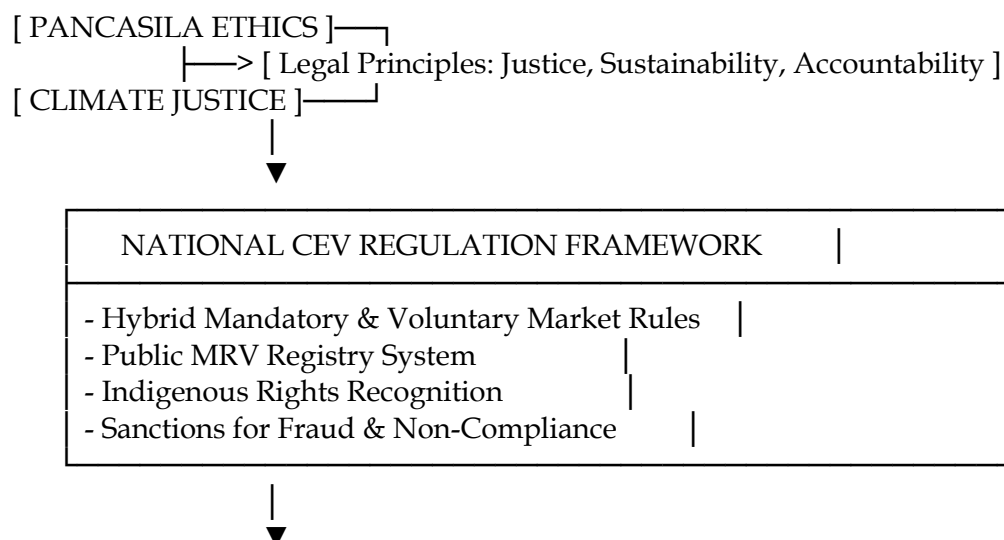 [ PANCASILA ETHICS ]
[ Legal Principles: Justice, Sustainability, Accountability ]
[ CLIMATE JUSTICE ]
NATIONAL CEV REGULATION FRAMEWORK
- Hybrid Mandatory & Voluntary Market Rules
- Public MRV Registry System
- Indigenous Rights Recognition
- Sanctions for Fraud & Non-Compliance